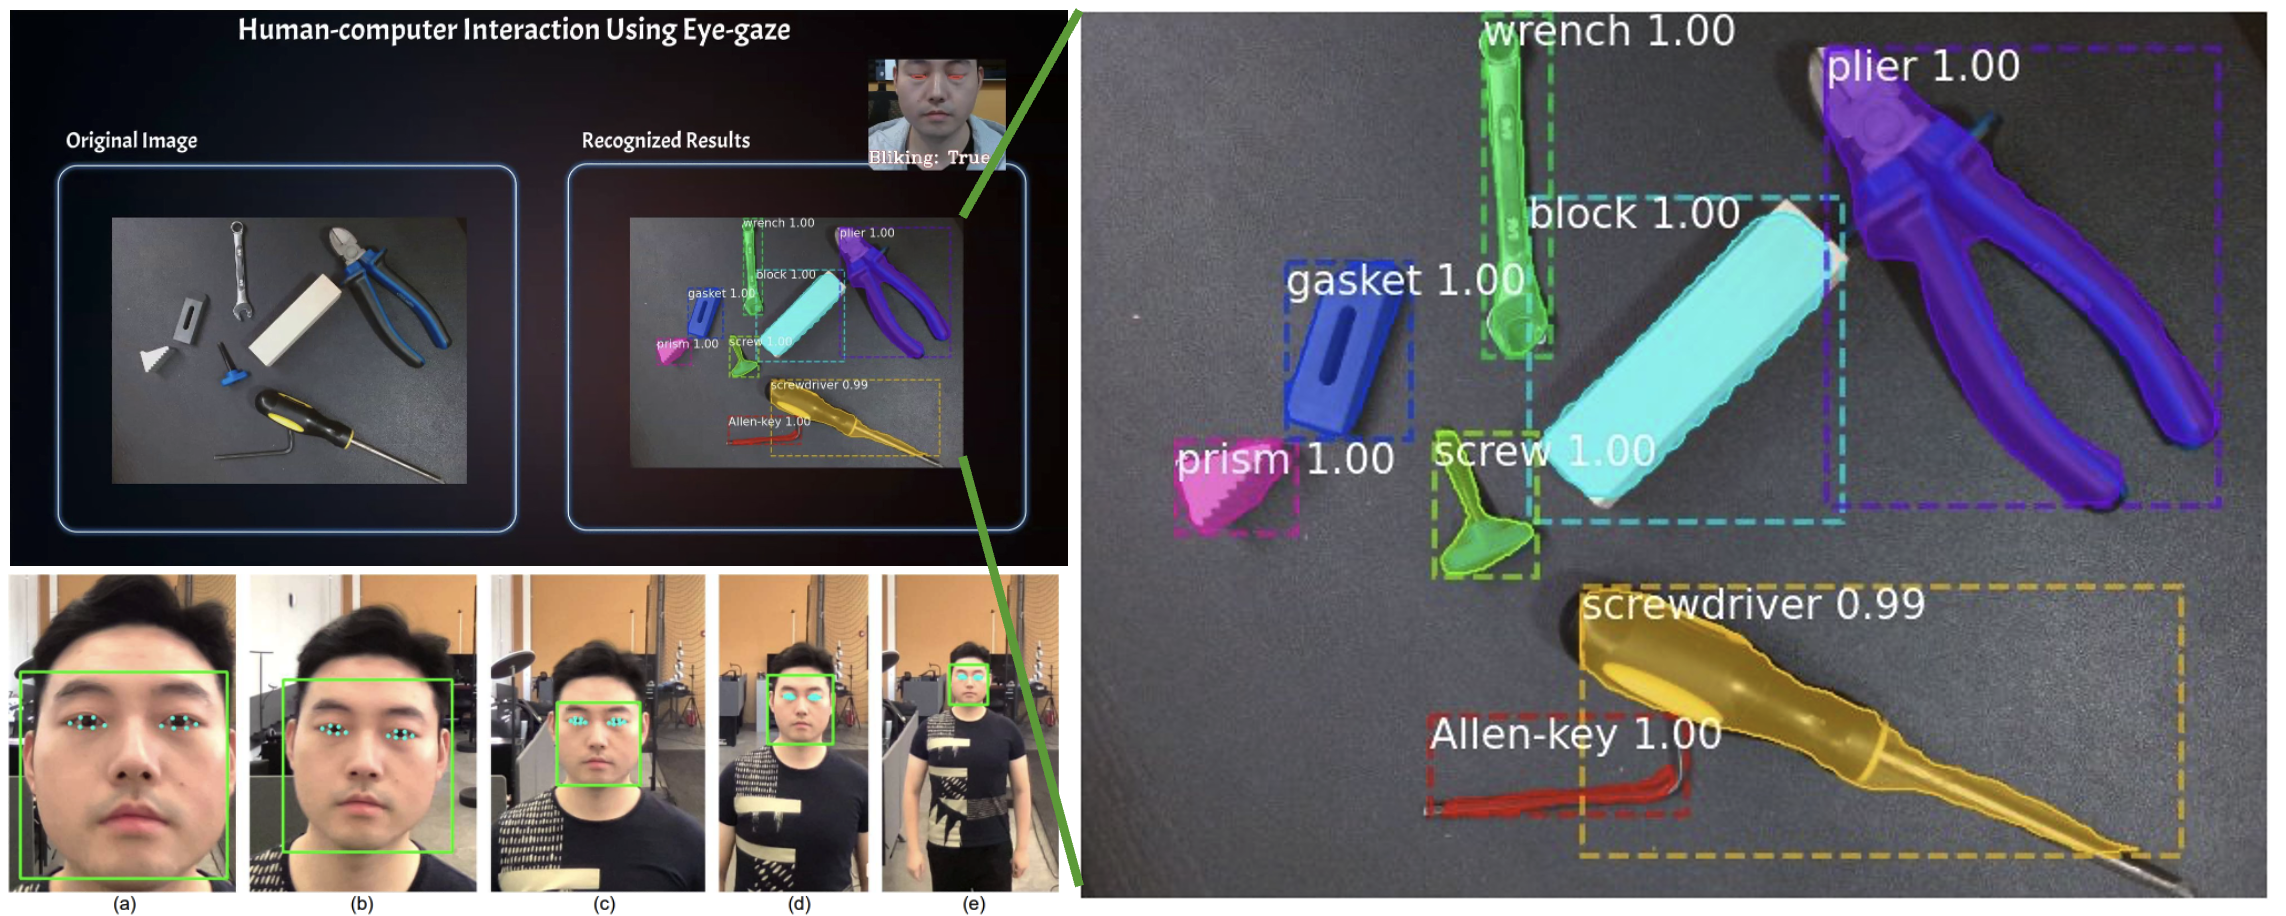 Human-computer Interaction Using Eye-gaze
Original Image
Recognized Results
Bliking: True
wrench 1.00
plier 1.00
block 1.00
gasket 1.00
prism 1.00
screw 1.00
screwdriver 0.99
Allen-key 1.00
(a)
(b)
(c)
(d)
(e)
wrench 1.00
plier 1.00
block 1.00
gasket 1.00
prism 1.00
screw 1.00
screwdriver 0.99
Allen-key 1.00